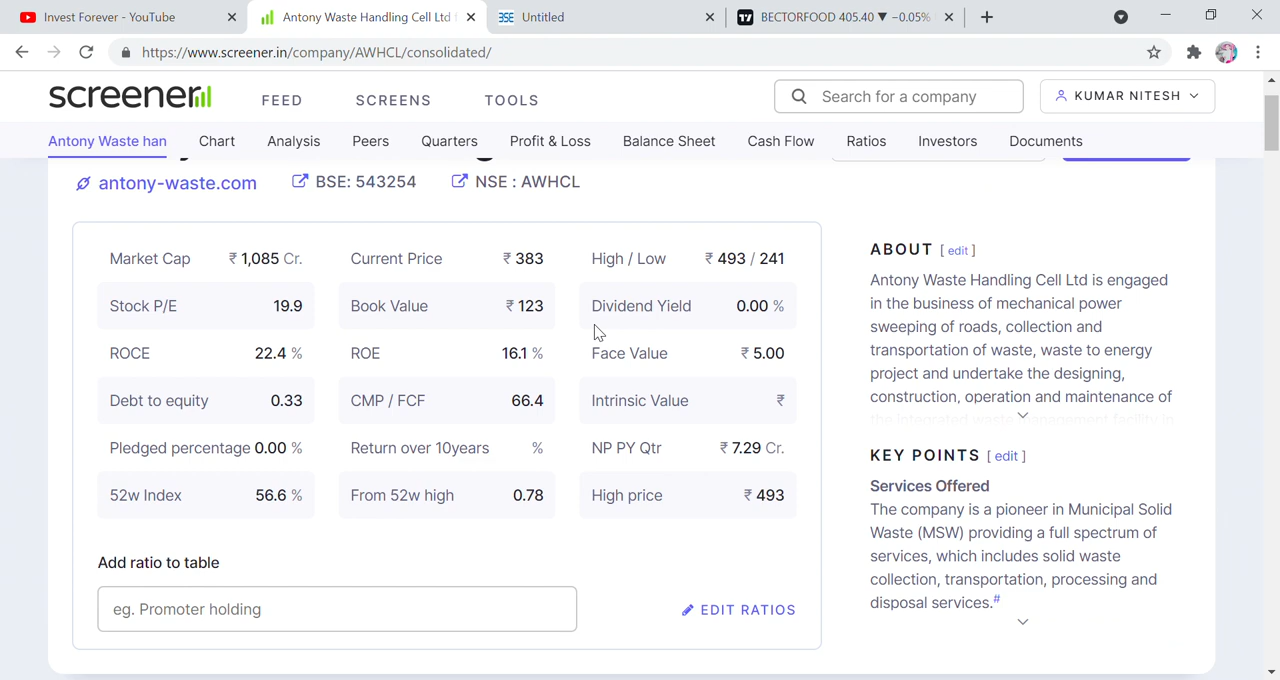 Invest Forever - YouTube
Antony Waste Handling Cell Ltd
BSE Untitled
BECTORFOOD 405.40 ▼ −0.05%
https://www.screener.in/company/AWHCL/consolidated/
screener
FEED SCREENS TOOLS
Search for a company
KUMAR NITESH
Antony Waste han Chart Analysis Peers Quarters Profit & Loss Balance Sheet Cash Flow Ratios Investors Documents
antony-waste.com BSE: 543254 NSE : AWHCL
Market Cap ₹ 1,085 Cr. Current Price ₹ 383 High / Low ₹ 493 / 241
Stock P/E 19.9 Book Value ₹ 123 Dividend Yield 0.00 %
ROCE 22.4 % ROE 16.1 % Face Value ₹ 5.00
Debt to equity 0.33 CMP / FCF 66.4 Intrinsic Value ₹
Pledged percentage 0.00 % Return over 10years % NP PY Qtr ₹ 7.29 Cr.
52w Index 56.6 % From 52w high 0.78 High price ₹ 493
Add ratio to table
eg. Promoter holding
EDIT RATIOS
ABOUT [ edit ]
Antony Waste Handling Cell Ltd is engaged
in the business of mechanical power
sweeping of roads, collection and
transportation of waste, waste to energy
project and undertake the designing,
construction, operation and maintenance of
the integrated waste management facility in
KEY POINTS [ edit ]
Services Offered
The company is a pioneer in Municipal Solid
Waste (MSW) providing a full spectrum of
services, which includes solid waste
collection, transportation, processing and
disposal services.#